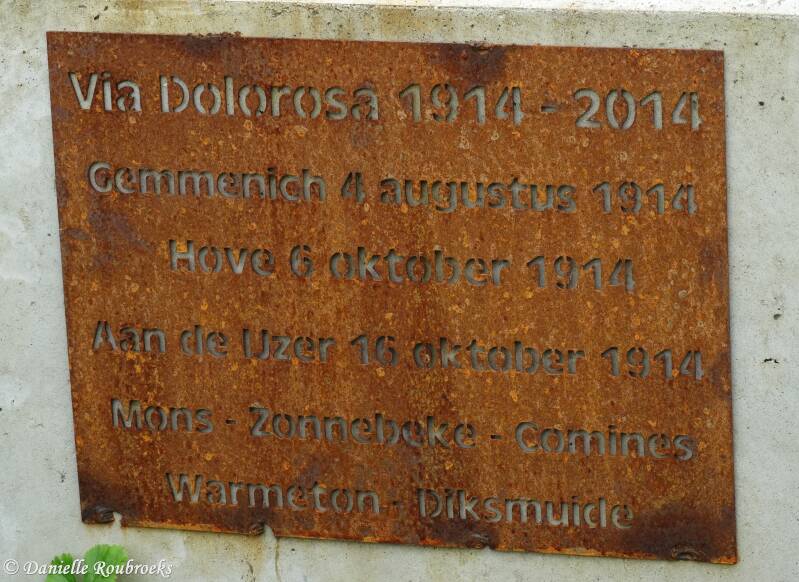 Via Dolorosa 1914 - 2014
Gemmenich 4 augustus 1914
Hove 6 oktober 1914
Aan de IJzer 16 oktober 1914
Mons - Zonnebeke - Comines
Warmeton - Diksmuide
© Danielle Roubroeks